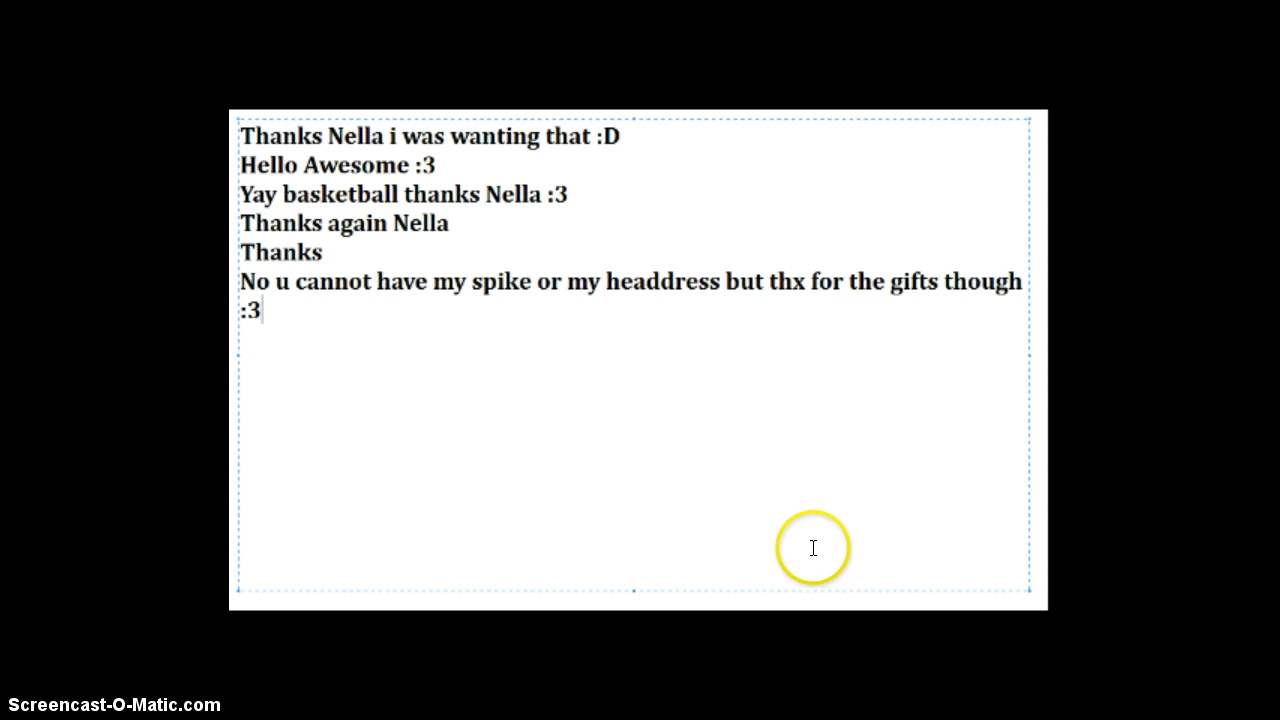 Thanks Nella i was wanting that :D
Hello Awesome :3
Yay basketball thanks Nella :3
Thanks again Nella
Thanks
No u cannot have my spike or my headdress but thx for the gifts though
:3
Screencast-O-Matic.com